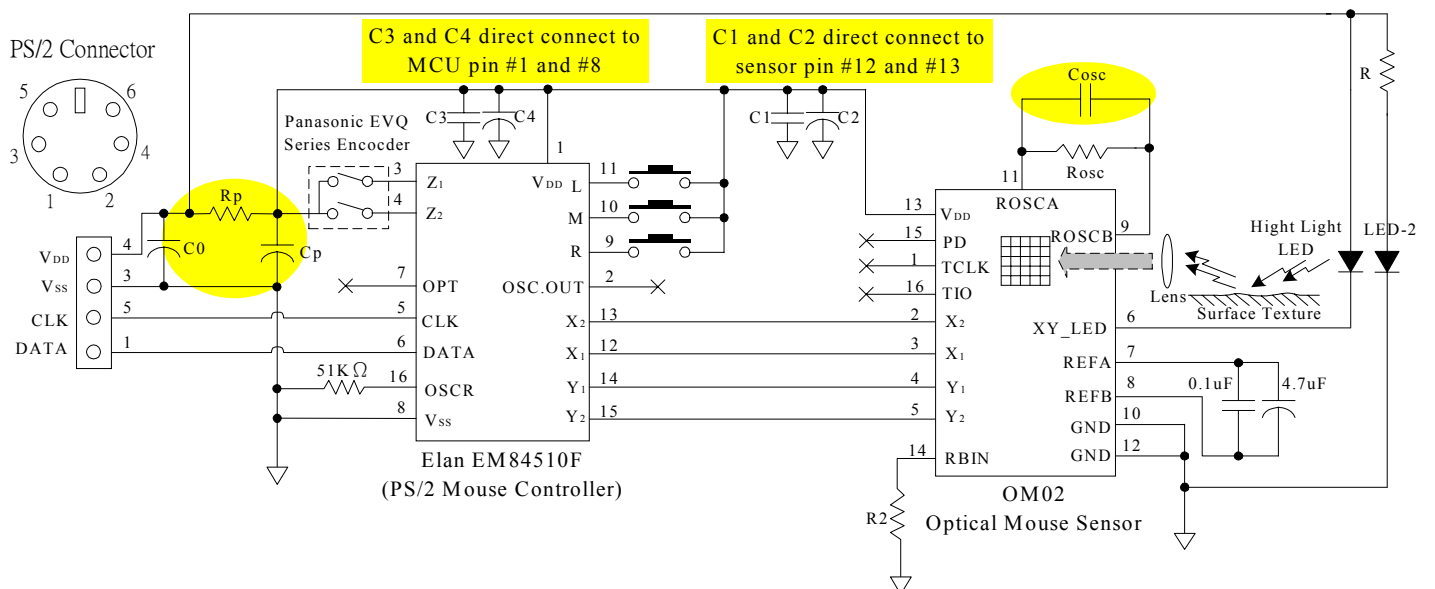 PS/2 Connector
5
6
3
4
1
2
C3 and C4 direct connect to
MCU pin #1 and #8
C1 and C2 direct connect to
sensor pin #12 and #13
Cosc
Rosc
R
C3
C4
C1
C2
Panasonic EVQ
Series Enocder
Rp
C0
Cp
VDD
4
VSS
3
CLK
5
DATA
1
3
Z1
4
Z2
7
OPT
5
CLK
6
DATA
51KΩ
16
OSCR
8
VSS
1
VDD
L
11
M
10
R
9
OSC.OUT
2
X2
13
X1
12
Y1
14
Y2
15
Elan EM84510F
(PS/2 Mouse Controller)
11
ROSCA
13
VDD
15
PD
1
TCLK
16
TIO
2
X2
3
X1
4
Y1
5
Y2
14
RBIN
R2
ROSCB
9
XY_LED
6
REFA
7
REFB
8
GND
10
GND
12
0.1uF
4.7uF
Lens
Surface Texture
Hight Light
LED
LED-2
OM02
Optical Mouse Sensor